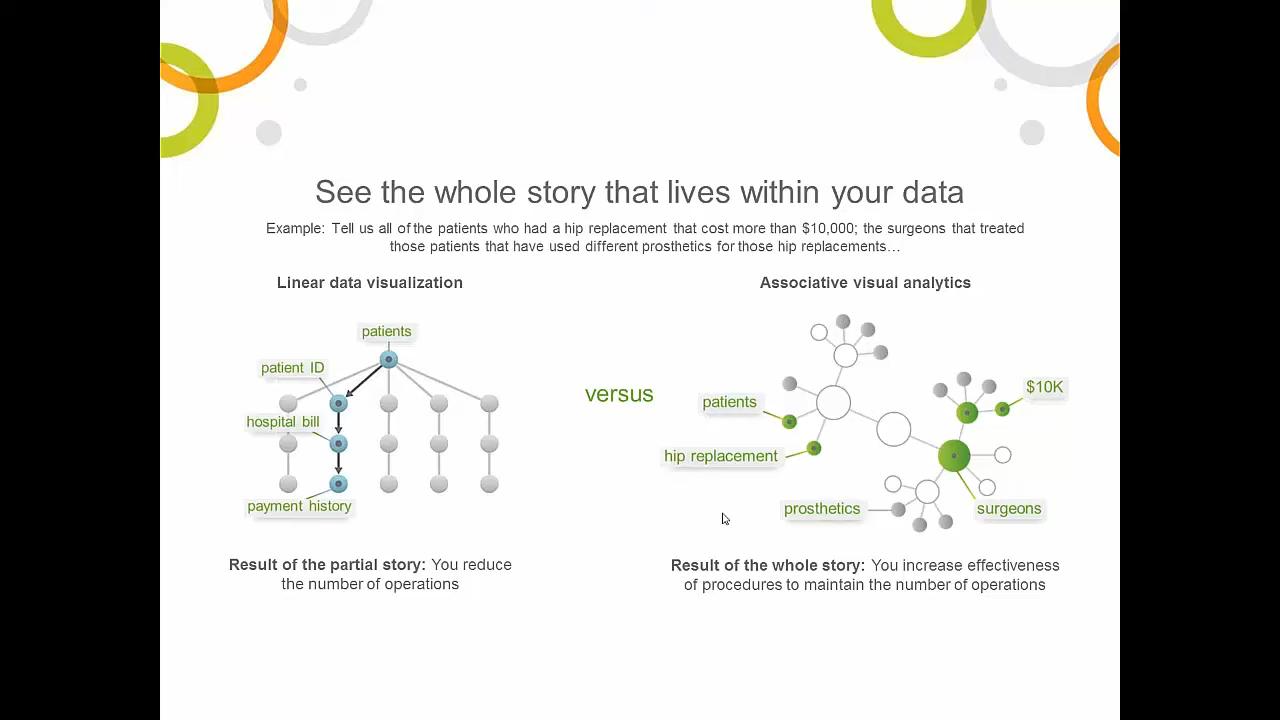 See the whole story that lives within your data
Example: Tell us all of the patients who had a hip replacement that cost more than $10,000; the surgeons that treated
those patients that have used different prosthetics for those hip replacements…
Linear data visualization
patients
patient ID
hospital bill
payment history
Result of the partial story: You reduce
the number of operations
versus
Associative visual analytics
$10K
patients
hip replacement
prosthetics
surgeons
Result of the whole story: You increase effectiveness
of procedures to maintain the number of operations